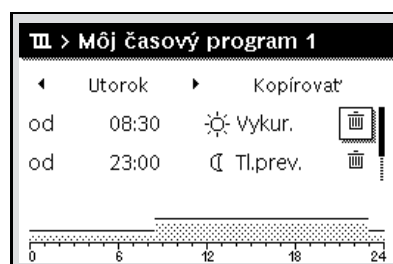 > Môj časový program 1
Utorok Kopírovať
od 08:30 Vykur.
od 23:00 Tl.prev.
0 6 12 18 24